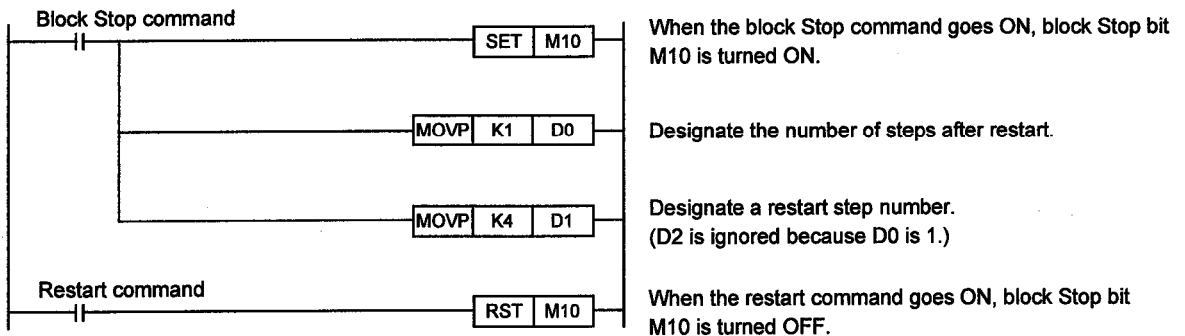 Block Stop command
SET M10
When the block Stop command goes ON, block Stop bit
M10 is turned ON.
MOVP K1 D0
Designate the number of steps after restart.
MOVP K4 D1
Designate a restart step number.
(D2 is ignored because D0 is 1.)
Restart command
RST M10
When the restart command goes ON, block Stop bit
M10 is turned OFF.